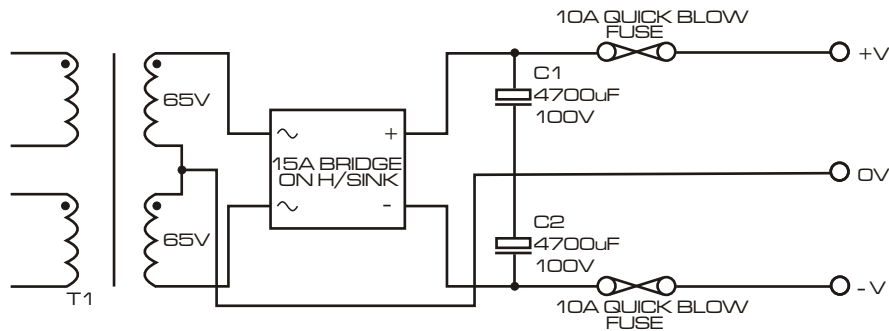 10A QUICK BLOW
FUSE
+V
C1
4700uF
100V
65V
~
+
15A BRIDGE
ON H/SINK
~
-
0V
65V
C2
4700uF
100V
T1
-V
10A QUICK BLOW
FUSE